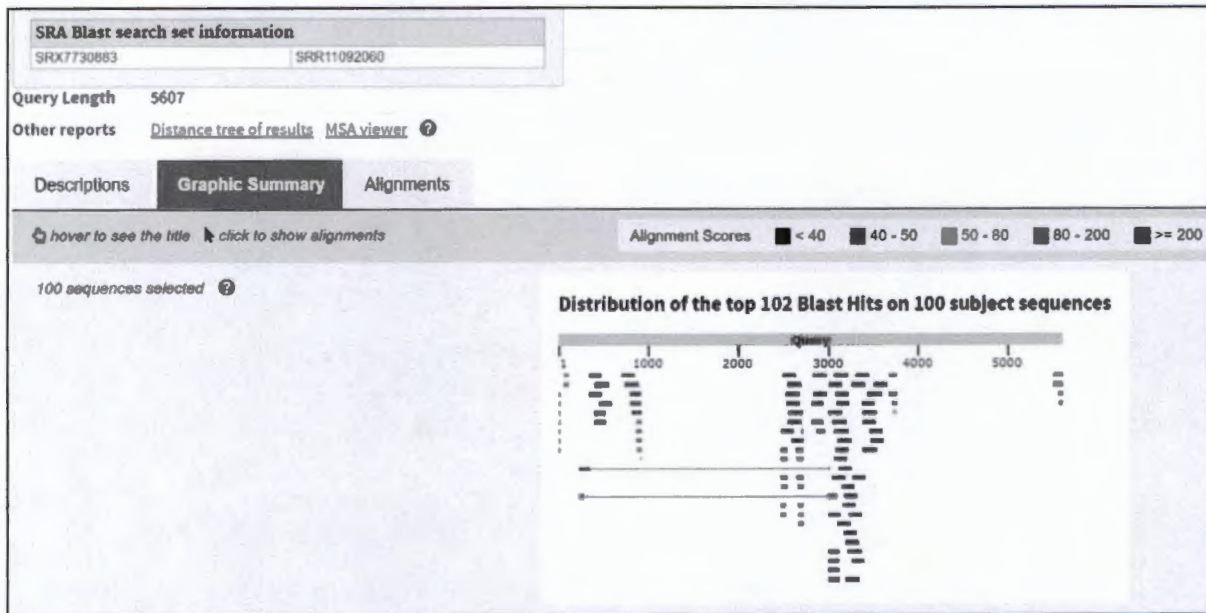 SRA Blast search set information
SRX7730883 SRR11092060
Query Length 5607
Other reports Distance tree of results MSA viewer ?
Descriptions Graphic Summary Alignments
hover to see the title click to show alignments Alignment Scores < 40 40 - 50 50 - 80 80 - 200 >= 200
100 sequences selected ?
Distribution of the top 102 Blast Hits on 100 subject sequences
Query
1 1000 2000 3000 4000 5000